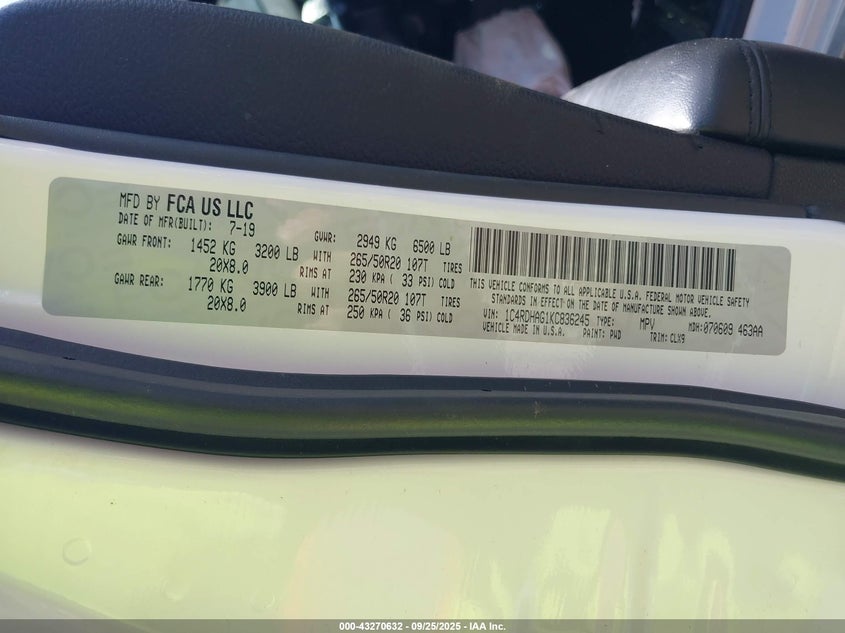 MFD BY FCA US LLC
DATE OF MFR(BUILT): 7-19
GVWR: 2949 KG 6500 LB
GAWR FRONT: 1452 KG 3200 LB WITH 265/50R20 107T TIRES
20X8.0 RIMS AT 230 KPA ( 33 PSI) COLD
GAWR REAR: 1770 KG 3900 LB WITH 265/50R20 107T TIRES
20X8.0 RIMS AT 250 KPA ( 36 PSI) COLD
THIS VEHICLE CONFORMS TO ALL APPLICABLE U.S.A. FEDERAL MOTOR VEHICLE SAFETY
STANDARDS IN EFFECT ON THE DATE OF MANUFACTURE SHOWN ABOVE.
VIN: 1C4RDHAG1KC836245 TYPE: MPV MDH:070609 463AA
VEHICLE MADE IN U.S.A. PAINT: PWD TRIM: CLX9
000-43270632 - 09/25/2025 - IAA Inc.